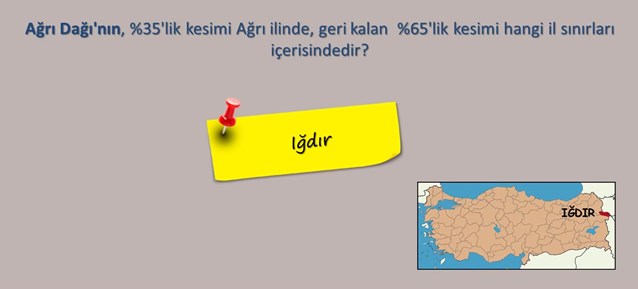 Ağrı Dağı'nın, %35'lik kesimi Ağrı ilinde, geri kalan %65'lik kesimi hangi il sınırları
içerisindedir?
Iğdır
IĞDIR